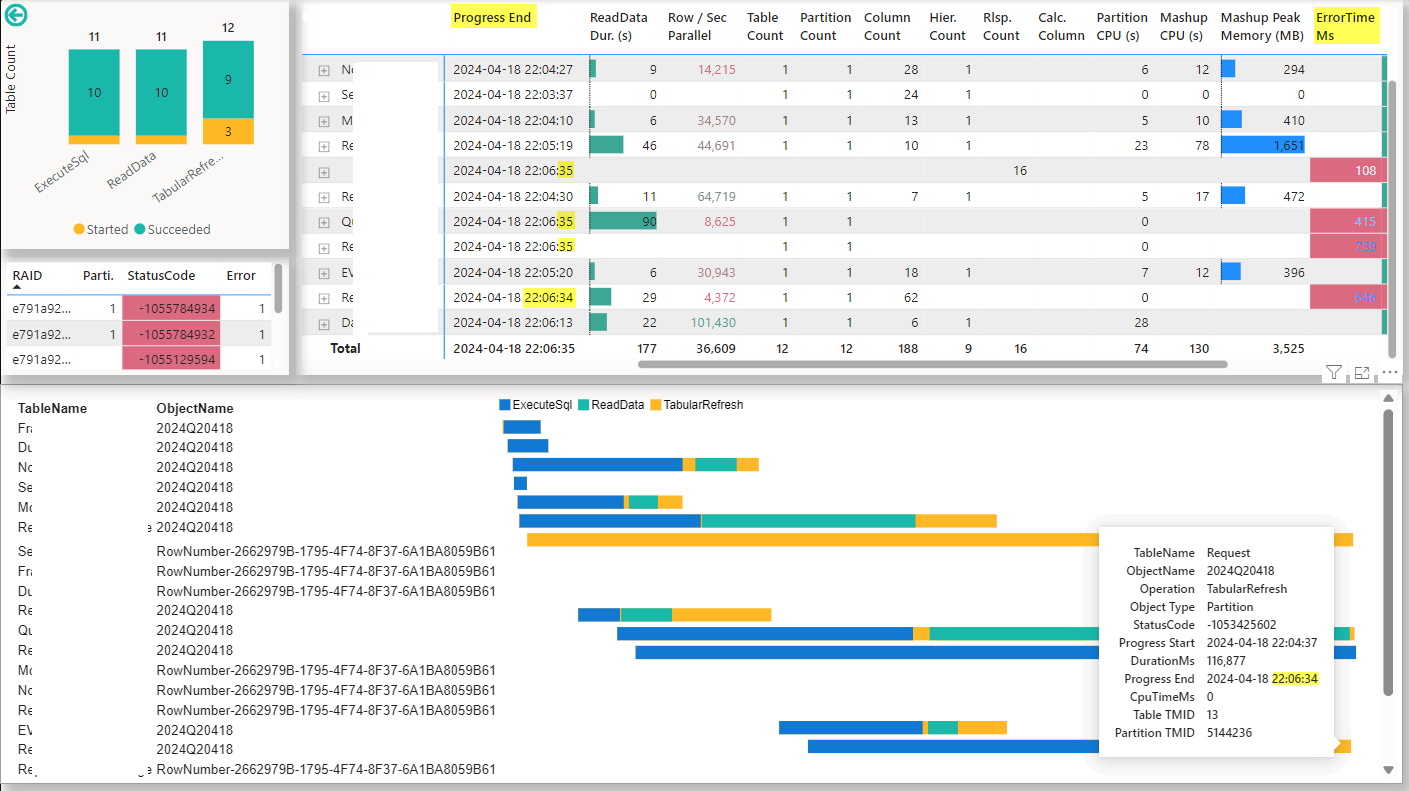 11 11 12
10 10 9
3
Table Count
ExecuteSql ReadData TabularRefre...
Started Succeeded
RAID Parti. StatusCode Error
e791a92... 1 -1055784934 1
e791a92... 1 -1055784932 1
e791a92... 1 -1055129594 1
Progress End ReadData Dur. (s) Row / Sec Parallel Table Count Partition Count Column Count Hier. Count Rlsp. Count Calc. Column Partition CPU (s) Mashup CPU (s) Mashup Peak Memory (MB) ErrorTime Ms
Nc 2024-04-18 22:04:27 9 14,215 1 1 28 1 6 12 294
Se 2024-04-18 22:03:37 0 1 1 24 1 0 0 0
M 2024-04-18 22:04:10 6 34,570 1 1 13 1 5 10 410
Re 2024-04-18 22:05:19 46 44,691 1 1 10 1 23 78 1,651
2024-04-18 22:06:35 16 108
Re 2024-04-18 22:04:30 11 64,719 1 1 7 1 5 17 472
Qu 2024-04-18 22:06:35 90 8,625 1 1 0 415
Re 2024-04-18 22:06:35 1 1 0 739
EV 2024-04-18 22:05:20 6 30,943 1 1 18 1 7 12 396
Re 2024-04-18 22:06:34 29 4,372 1 1 62 0 646
Da 2024-04-18 22:06:13 22 101,430 1 1 6 1 28
Total 2024-04-18 22:06:35 177 36,609 12 12 188 9 16 74 130 3,525
TableName ObjectName
ExecuteSql ReadData TabularRefresh
Fra 2024Q20418
Du 2024Q20418
No 2024Q20418
Se 2024Q20418
Mo 2024Q20418
Re e 2024Q20418
Se RowNumber-2662979B-1795-4F74-8F37-6A1BA8059B61
Fra RowNumber-2662979B-1795-4F74-8F37-6A1BA8059B61
Du RowNumber-2662979B-1795-4F74-8F37-6A1BA8059B61
Re 2024Q20418
Qu 2024Q20418
Re 2024Q20418
Mo RowNumber-2662979B-1795-4F74-8F37-6A1BA8059B61
No RowNumber-2662979B-1795-4F74-8F37-6A1BA8059B61
Re RowNumber-2662979B-1795-4F74-8F37-6A1BA8059B61
EV 2024Q20418
Re 2024Q20418
Re e RowNumber-2662979B-1795-4F74-8F37-6A1BA8059B61
TableName Request
ObjectName 2024Q20418
Operation TabularRefresh
Object Type Partition
StatusCode -1053425602
Progress Start 2024-04-18 22:04:37
DurationMs 116,877
Progress End 2024-04-18 22:06:34
CpuTimeMs 0
Table TMID 13
Partition TMID 5144236